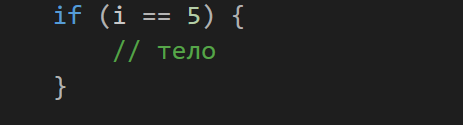 if (i == 5) {
// тело
}